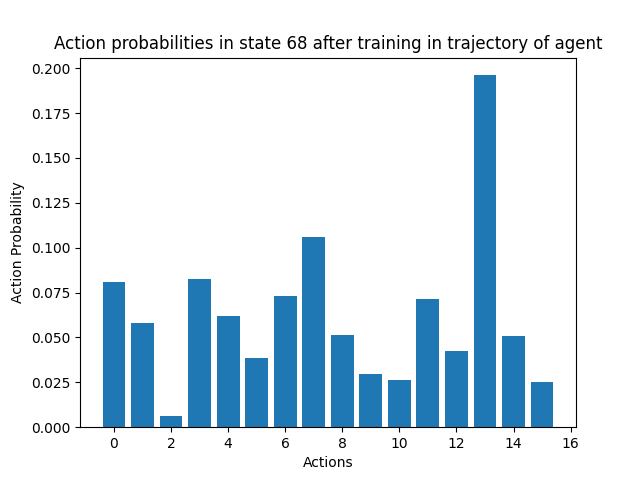 Action probabilities in state 68 after training in trajectory of agent
0.200
0.175
0.150
0.125
0.100
0.075
0.050
0.025
0.000
Action Probability
0 2 4 6 8 10 12 14 16
Actions